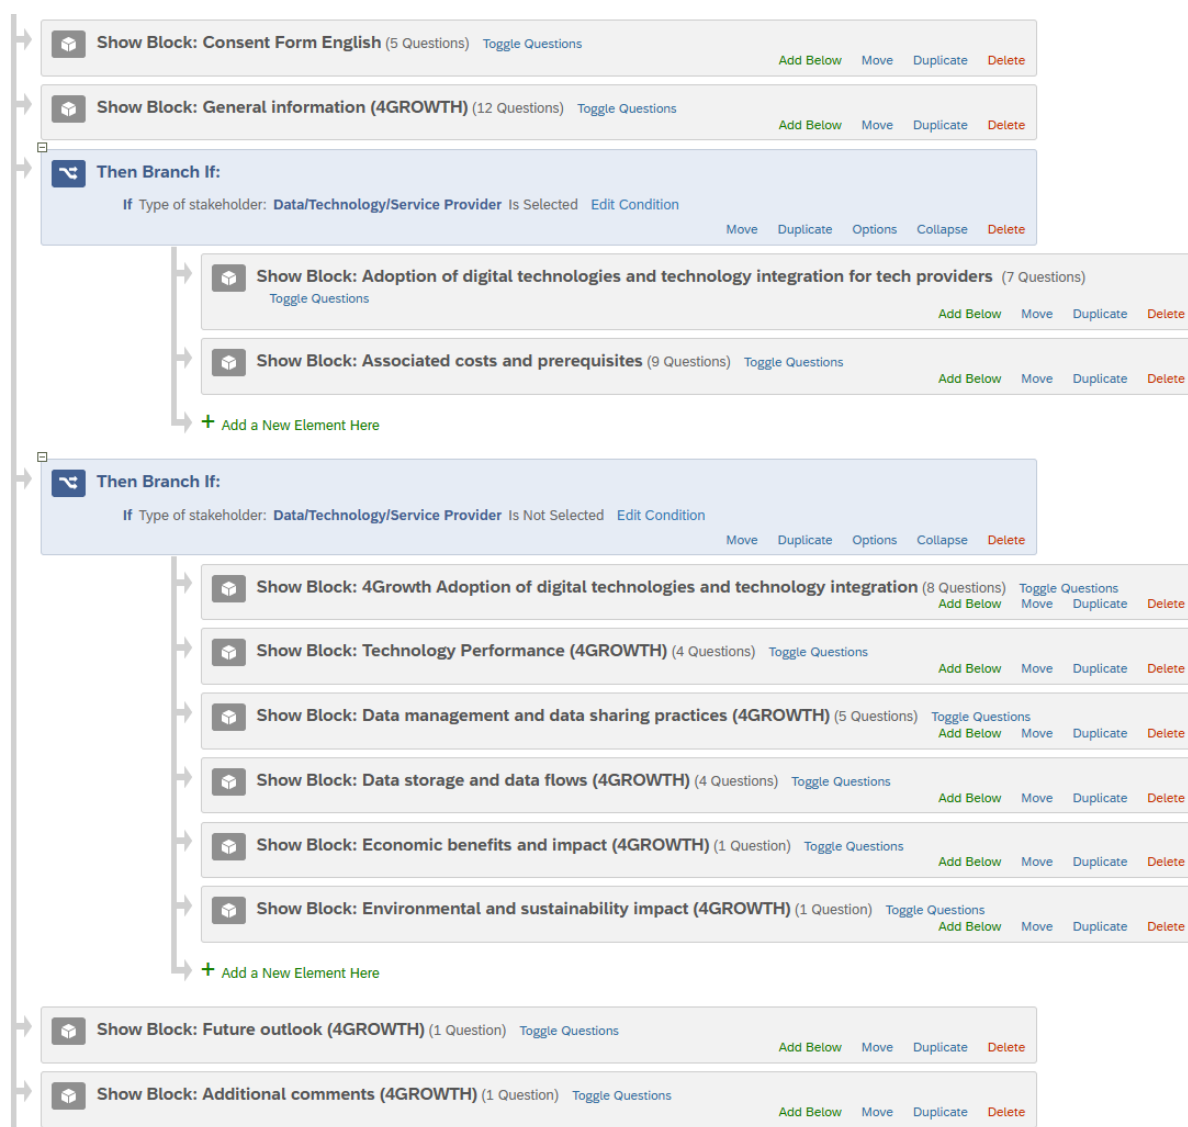 Show Block: Consent Form English (5 Questions) Toggle Questions
Add Below Move Duplicate Delete
Show Block: General information (4GROWTH) (12 Questions) Toggle Questions
Add Below Move Duplicate Delete
Then Branch If:
If Type of stakeholder: Data/Technology/Service Provider Is Selected Edit Condition
Move Duplicate Options Collapse Delete
Show Block: Adoption of digital technologies and technology integration for tech providers (7 Questions)
Toggle Questions
Add Below Move Duplicate Delete
Show Block: Associated costs and prerequisites (9 Questions) Toggle Questions
Add Below Move Duplicate Delete
+ Add a New Element Here
Then Branch If:
If Type of stakeholder: Data/Technology/Service Provider Is Not Selected Edit Condition
Move Duplicate Options Collapse Delete
Show Block: 4Growth Adoption of digital technologies and technology integration (8 Questions) Toggle Questions
Add Below Move Duplicate Delete
Show Block: Technology Performance (4GROWTH) (4 Questions) Toggle Questions
Add Below Move Duplicate Delete
Show Block: Data management and data sharing practices (4GROWTH) (5 Questions) Toggle Questions
Add Below Move Duplicate Delete
Show Block: Data storage and data flows (4GROWTH) (4 Questions) Toggle Questions
Add Below Move Duplicate Delete
Show Block: Economic benefits and impact (4GROWTH) (1 Question) Toggle Questions
Add Below Move Duplicate Delete
Show Block: Environmental and sustainability impact (4GROWTH) (1 Question) Toggle Questions
Add Below Move Duplicate Delete
+ Add a New Element Here
Show Block: Future outlook (4GROWTH) (1 Question) Toggle Questions
Add Below Move Duplicate Delete
Show Block: Additional comments (4GROWTH) (1 Question) Toggle Questions
Add Below Move Duplicate Delete